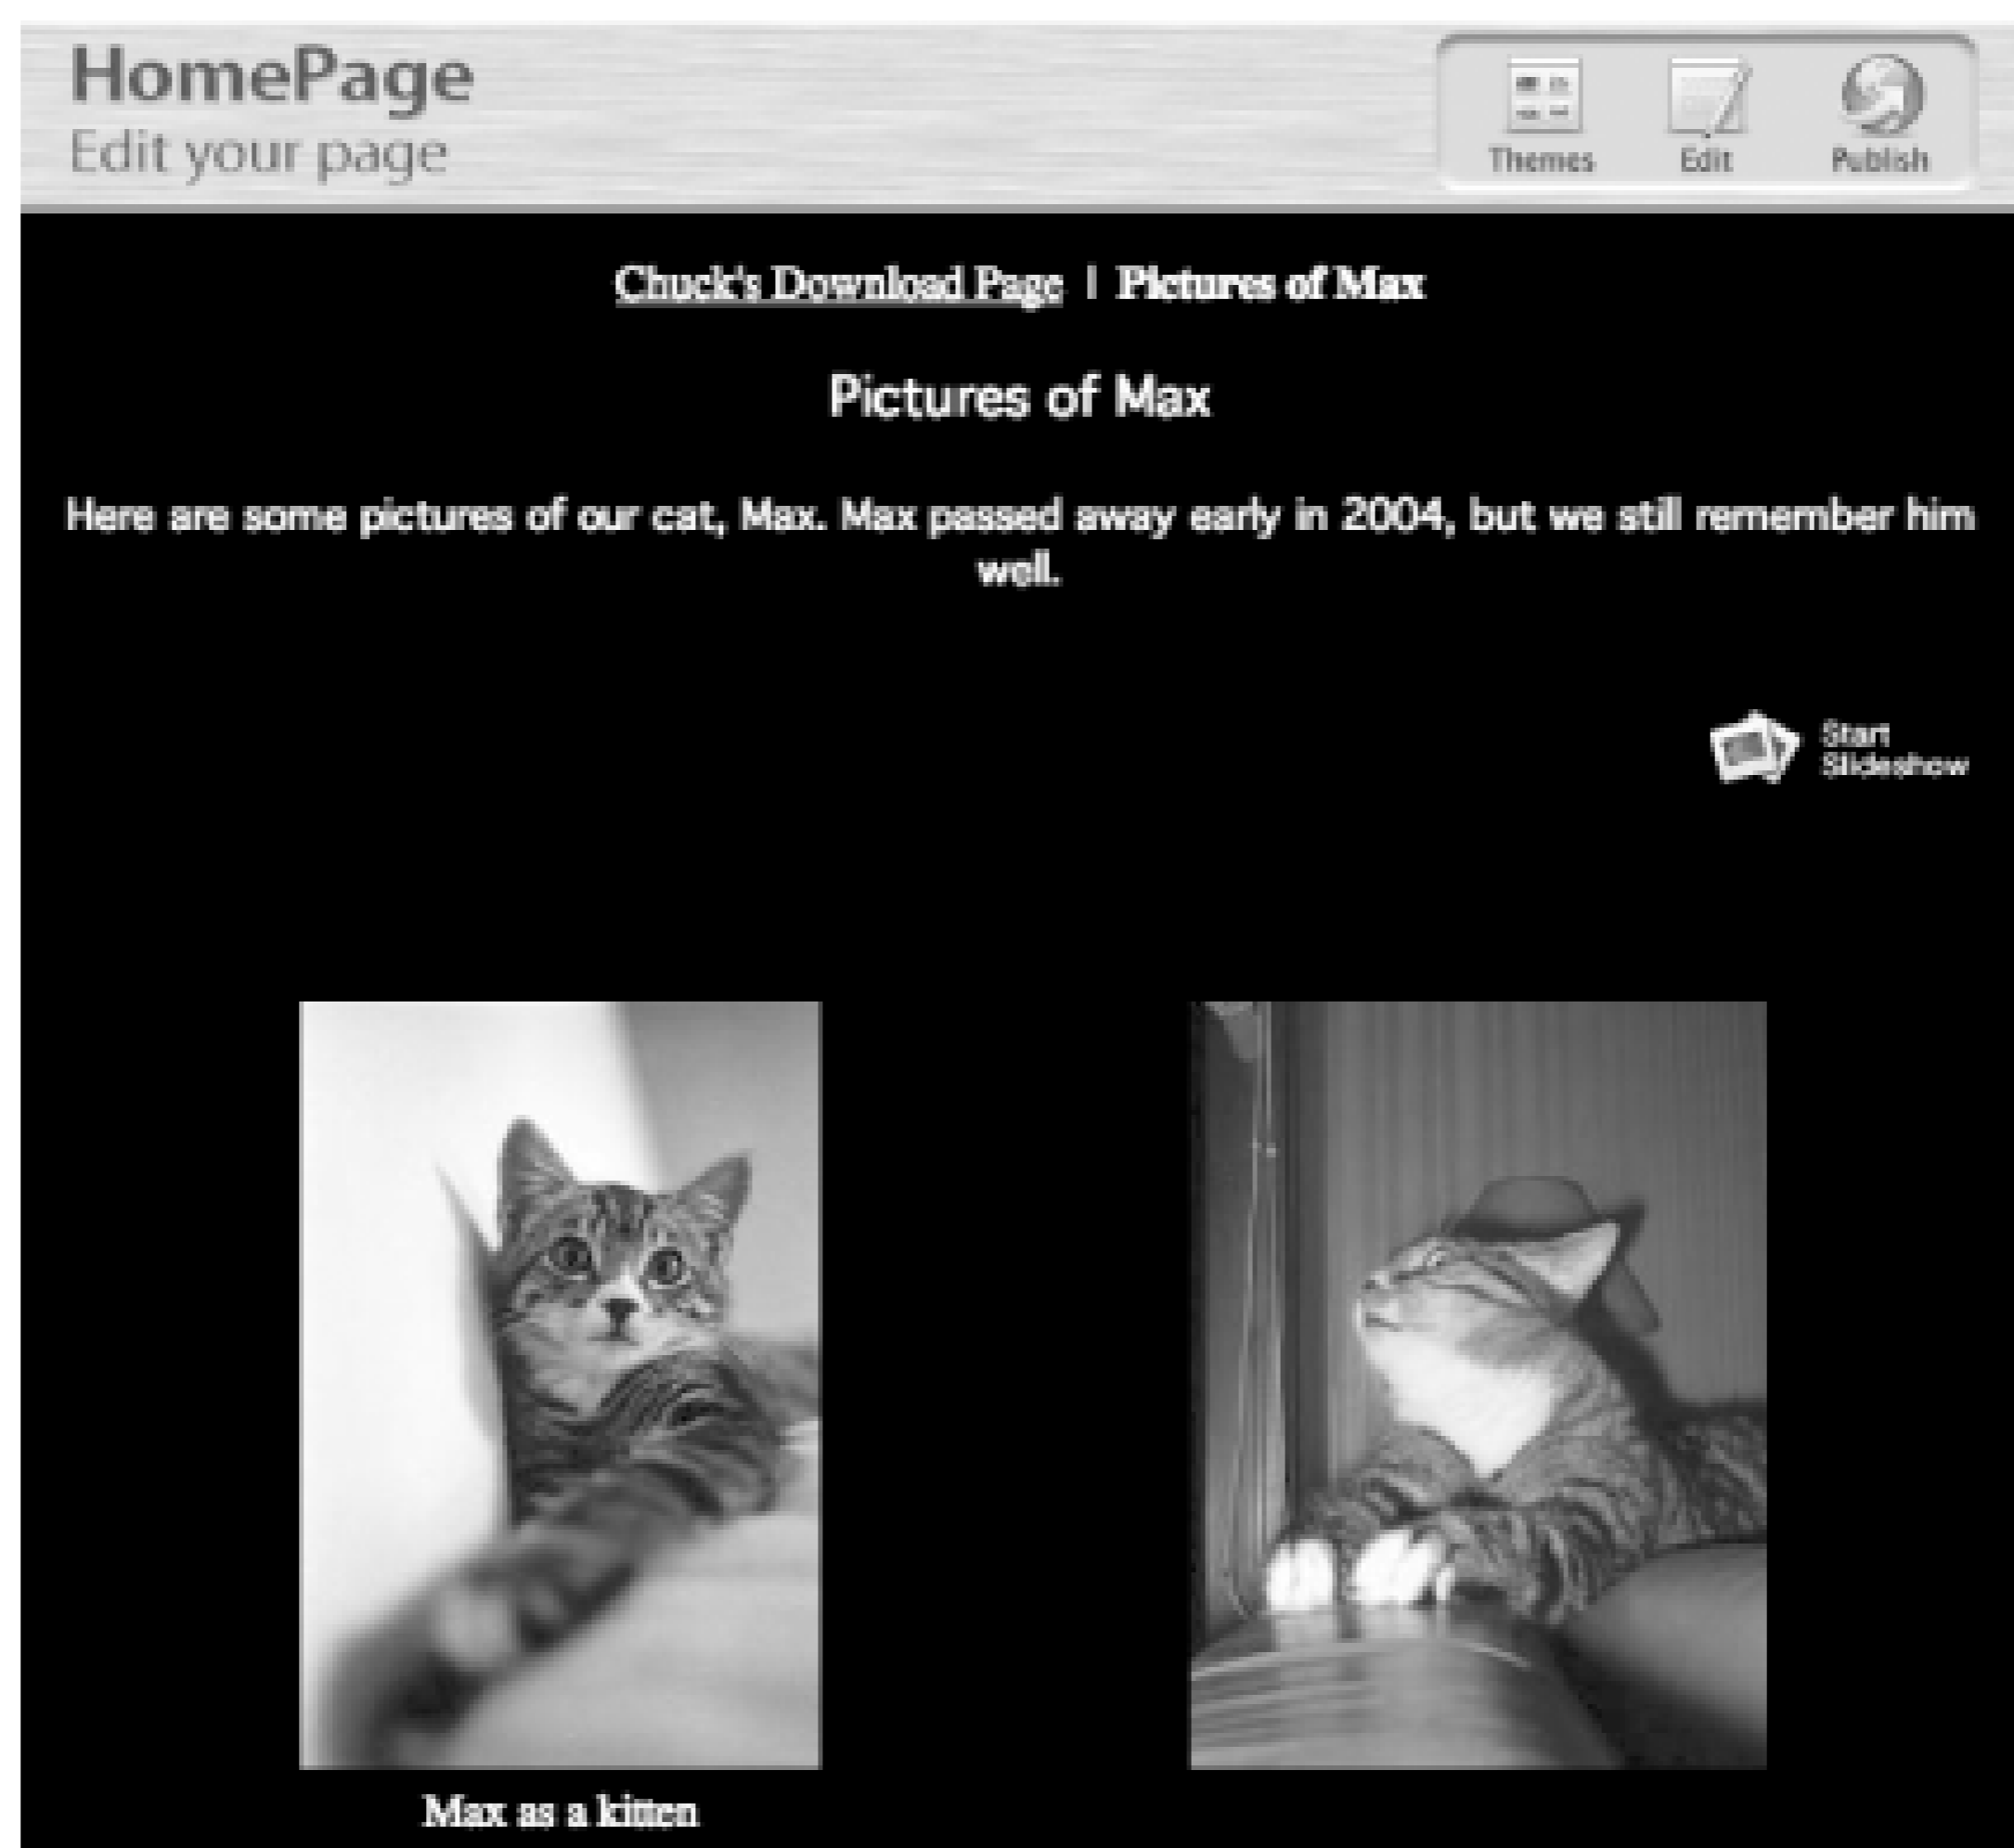 HomePage
Edit your page
Themes Edit Publish
Chuck's Download Page | Pictures of Max
Pictures of Max
Here are some pictures of our cat, Max. Max passed away early in 2004, but we still remember him
well.
Start
Slideshow
Max as a kitten